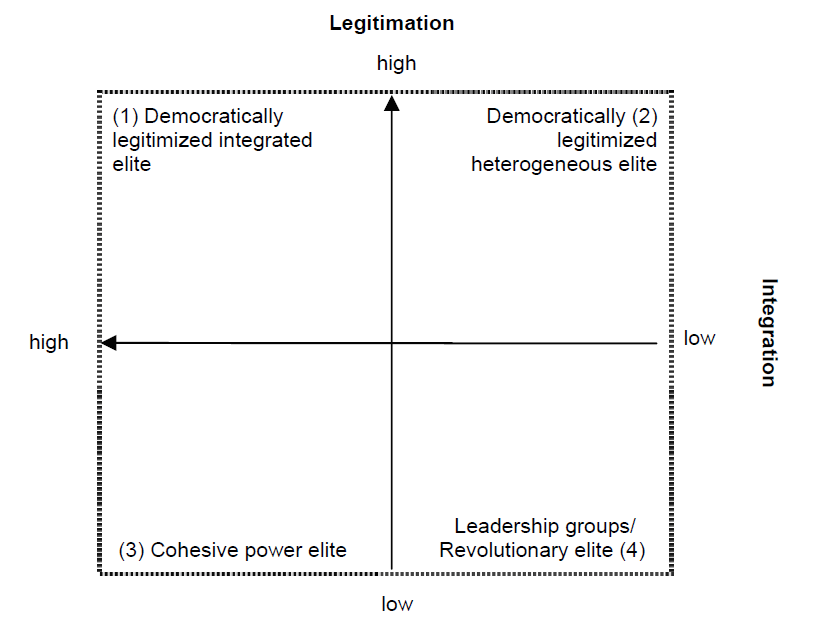 Legitimation
high
(1) Democratically
legitimized integrated
elite
Democratically (2)
legitimized
heterogeneous elite
high
low
Integration
(3) Cohesive power elite
Leadership groups/
Revolutionary elite (4)
low